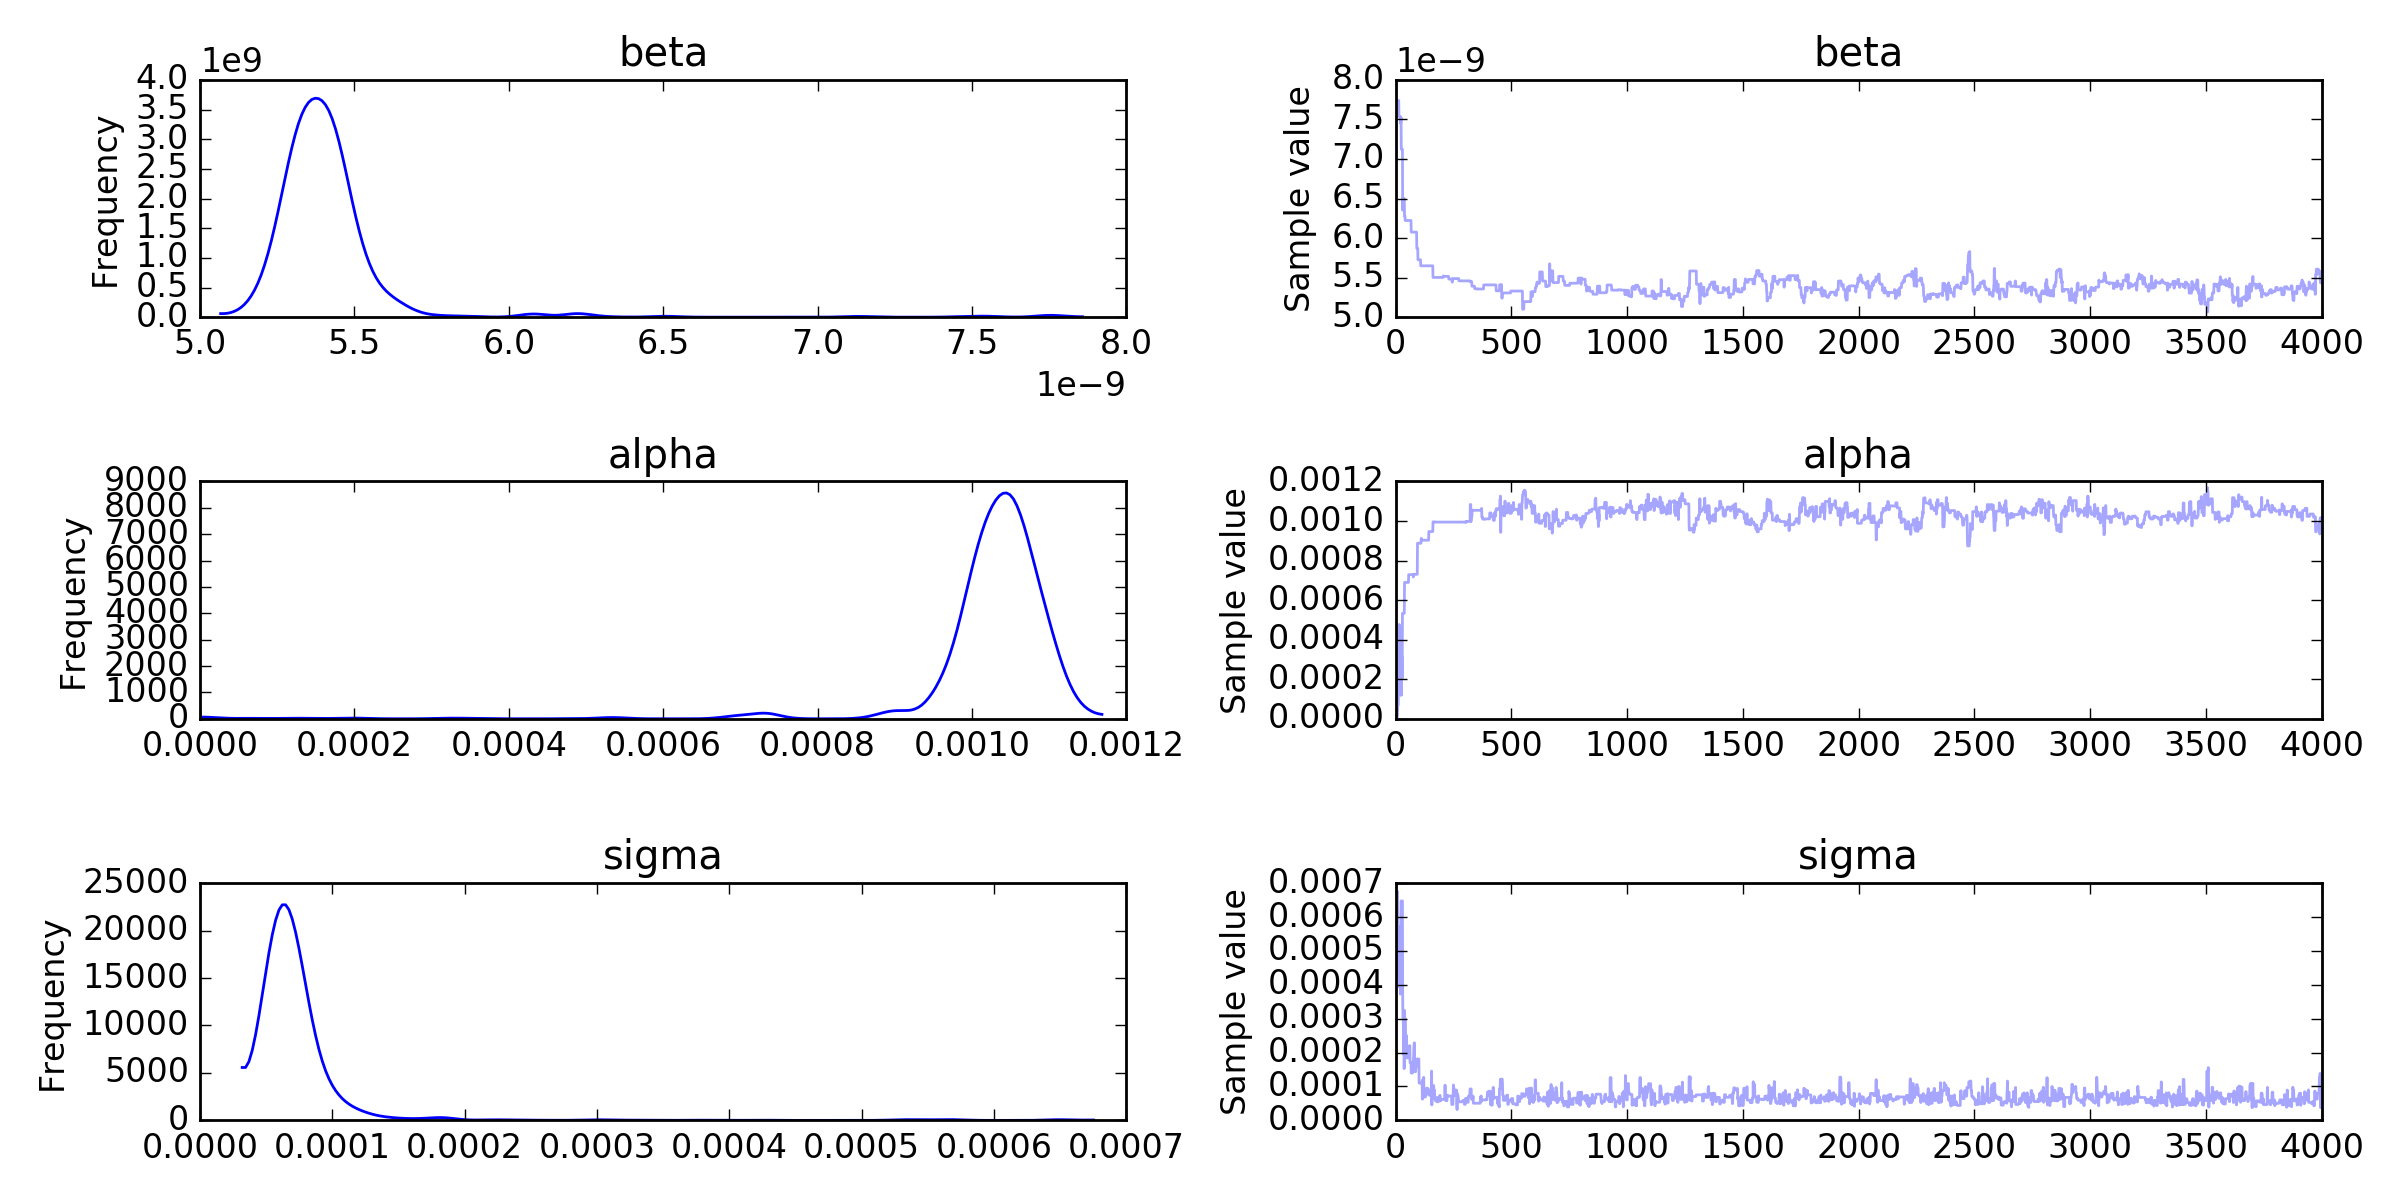 beta
1e9
Frequency
4.0
3.5
3.0
2.5
2.0
1.5
1.0
0.5
0.0
5.0 5.5 6.0 6.5 7.0 7.5 8.0
1e−9
beta
1e−9
Sample value
8.0
7.5
7.0
6.5
6.0
5.5
5.0
0 500 1000 1500 2000 2500 3000 3500 4000
alpha
Frequency
9000
8000
7000
6000
5000
4000
3000
2000
1000
0
0.0000 0.0002 0.0004 0.0006 0.0008 0.0010 0.0012
alpha
Sample value
0.0012
0.0010
0.0008
0.0006
0.0004
0.0002
0.0000
0 500 1000 1500 2000 2500 3000 3500 4000
sigma
Frequency
25000
20000
15000
10000
5000
0
0.0000 0.0001 0.0002 0.0003 0.0004 0.0005 0.0006 0.0007
sigma
Sample value
0.0007
0.0006
0.0005
0.0004
0.0003
0.0002
0.0001
0.0000
0 500 1000 1500 2000 2500 3000 3500 4000